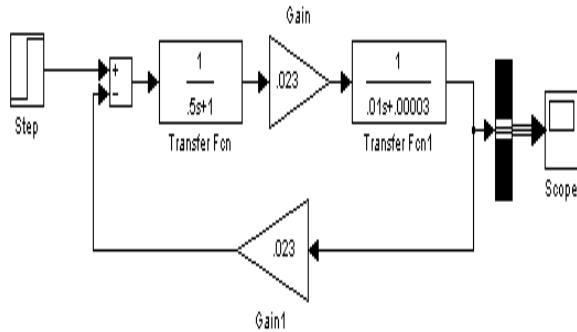 Step
+
−
1
.5s+1
Transfer Fcn
Gain
.023
1
.01s+.00003
Transfer Fcn1
Scope
.023
Gain1